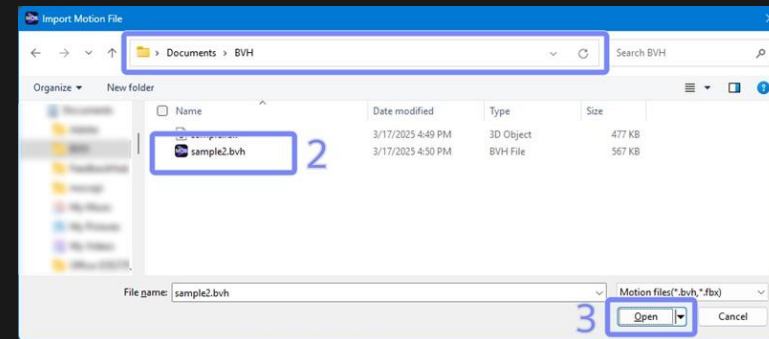 Import Motion File
Documents > BVH
Search BVH
Organize
New folder
Name Date modified Type Size
3/17/2025 4:49 PM 3D Object 477 KB
sample2.bvh 3/17/2025 4:50 PM BVH File 567 KB
2
File name: sample2.bvh Motion files(*.bvh,*.fbx)
3 Open Cancel